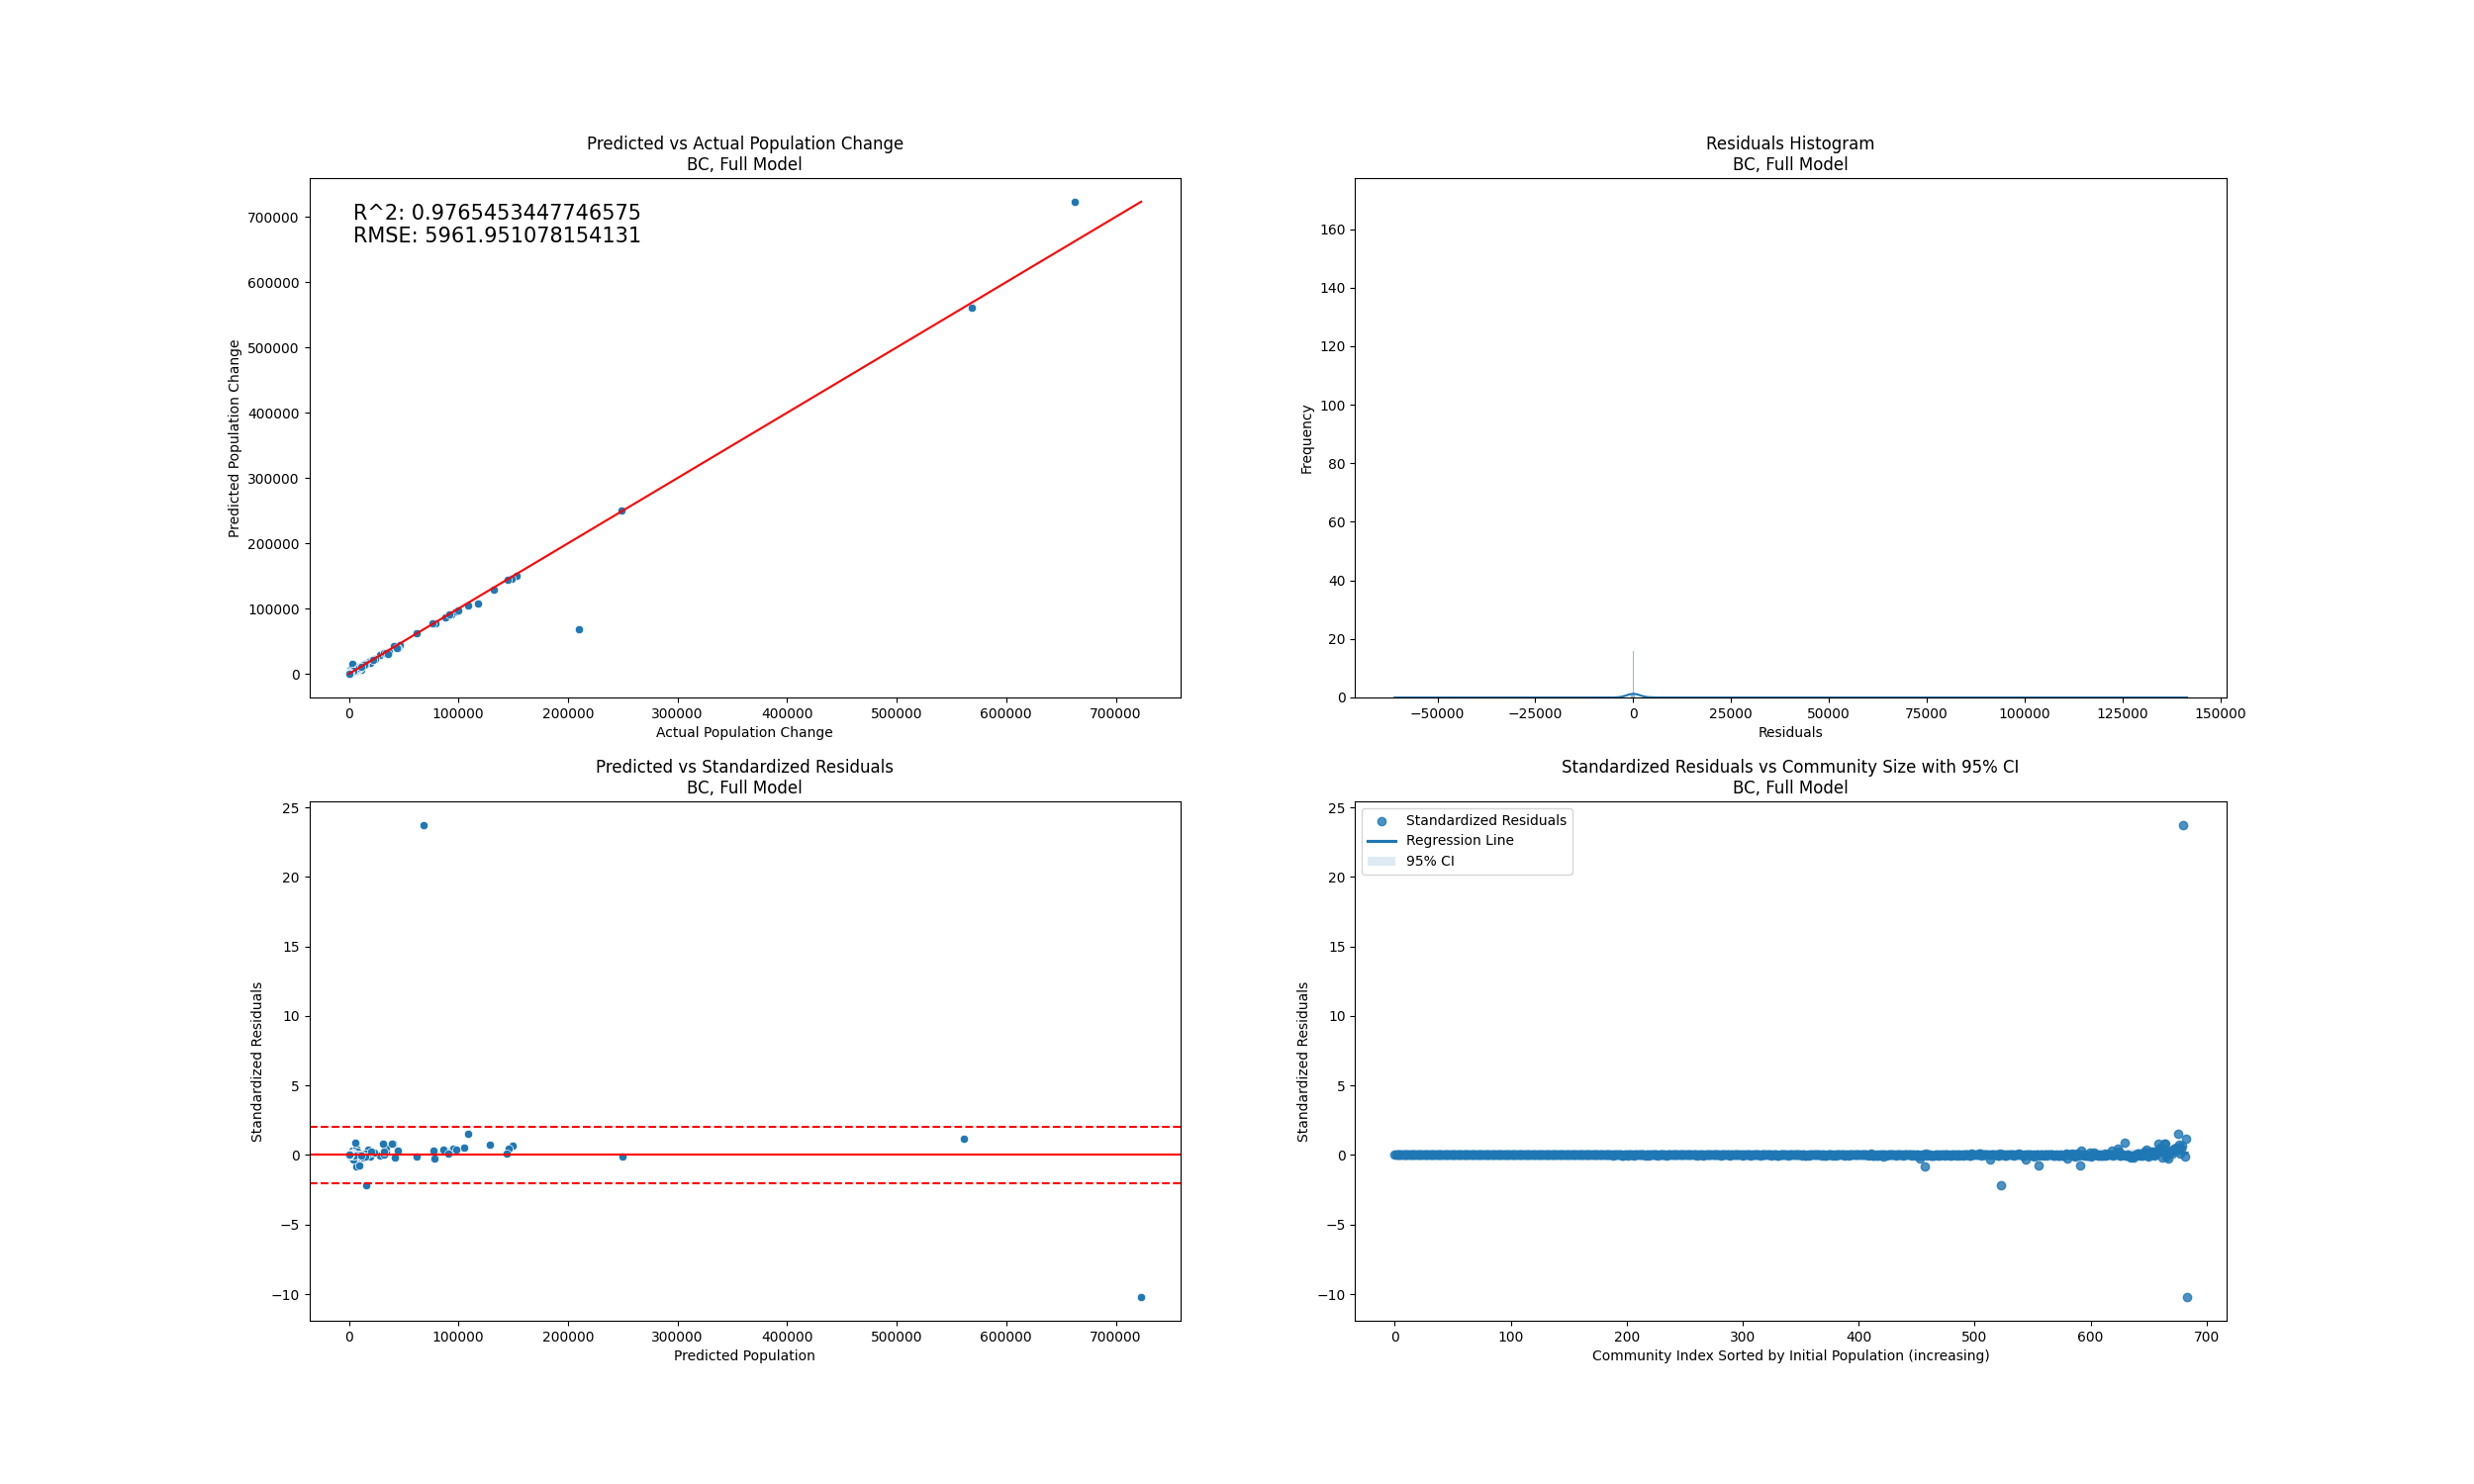 Predicted vs Actual Population Change
BC, Full Model
R^2: 0.9765453447746575
RMSE: 5961.951078154131
700000
600000
500000
400000
300000
200000
100000
0
Predicted Population Change
0 100000 200000 300000 400000 500000 600000 700000
Actual Population Change
Residuals Histogram
BC, Full Model
160
140
120
100
80
60
40
20
0
Frequency
−50000 −25000 0 25000 50000 75000 100000 125000 150000
Residuals
Predicted vs Standardized Residuals
BC, Full Model
25
20
15
10
5
0
−5
−10
Standardized Residuals
0 100000 200000 300000 400000 500000 600000 700000
Predicted Population
Standardized Residuals vs Community Size with 95% CI
BC, Full Model
Standardized Residuals
Regression Line
95% CI
25
20
15
10
5
0
−5
−10
Standardized Residuals
0 100 200 300 400 500 600 700
Community Index Sorted by Initial Population (increasing)